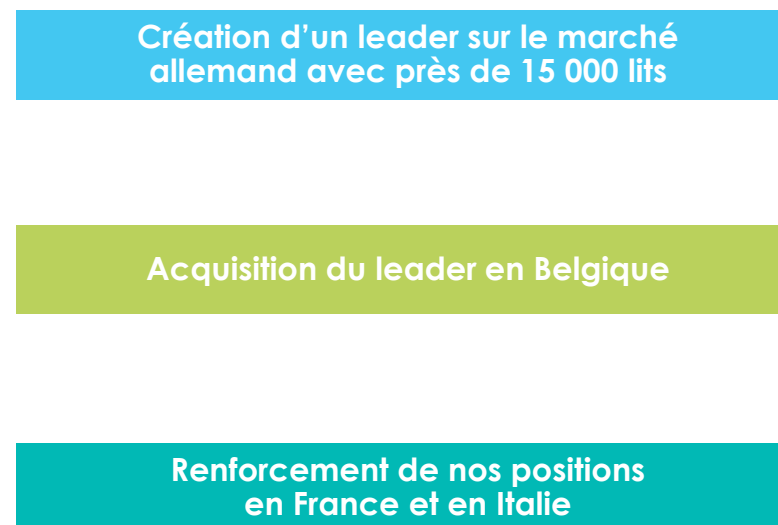 Création d’un leader sur le marché
allemand avec près de 15 000 lits
Acquisition du leader en Belgique
Renforcement de nos positions
en France et en Italie